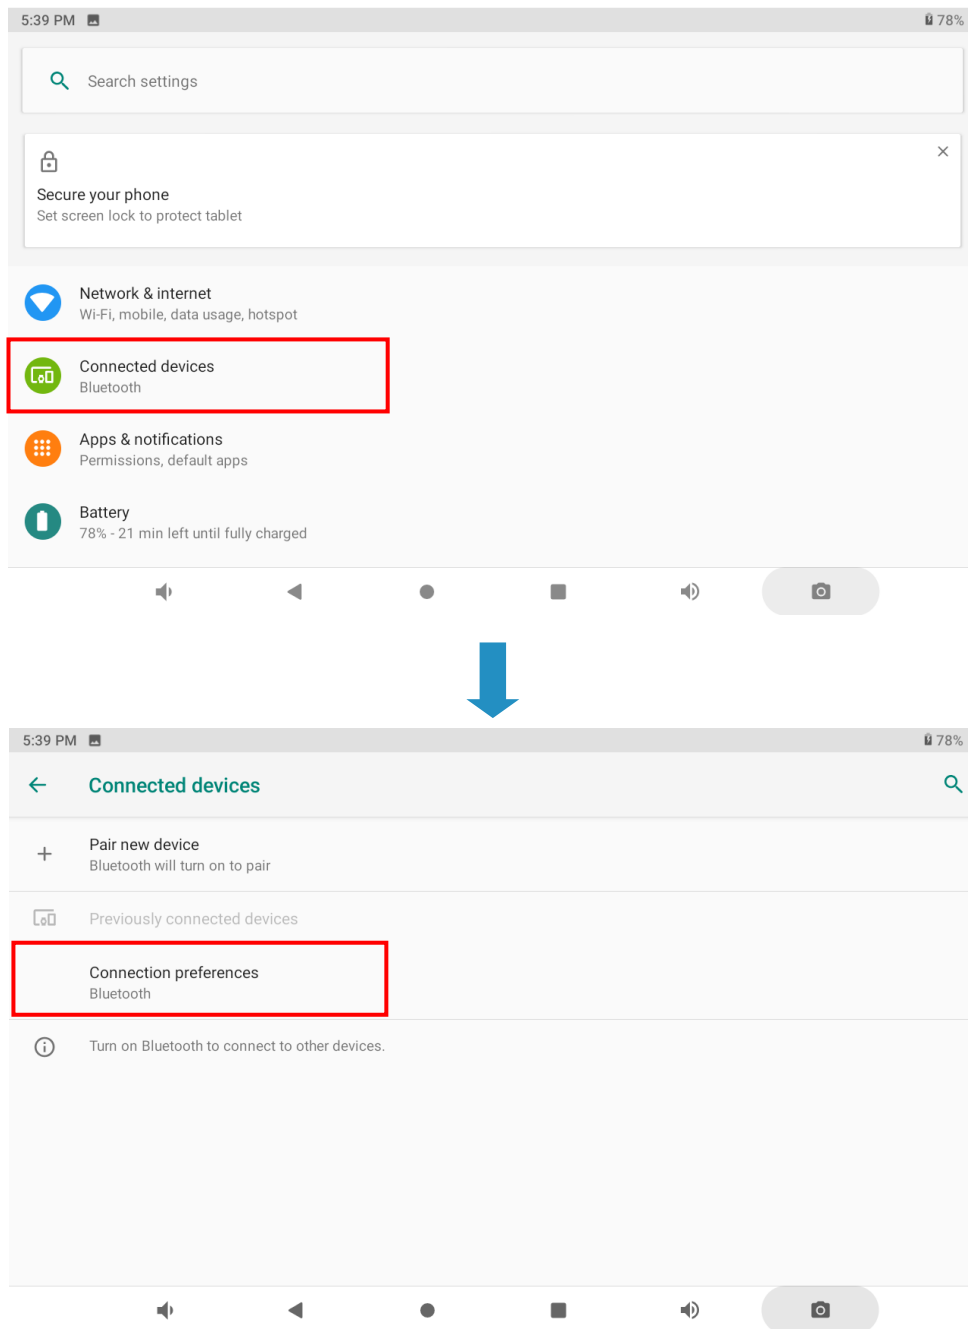 5:39 PM
78%
Search settings
Secure your phone
Set screen lock to protect tablet
Network & internet
Wi-Fi, mobile, data usage, hotspot
Connected devices
Bluetooth
Apps & notifications
Permissions, default apps
Battery
78% - 21 min left until fully charged
5:39 PM
78%
Connected devices
Pair new device
Bluetooth will turn on to pair
Previously connected devices
Connection preferences
Bluetooth
Turn on Bluetooth to connect to other devices.